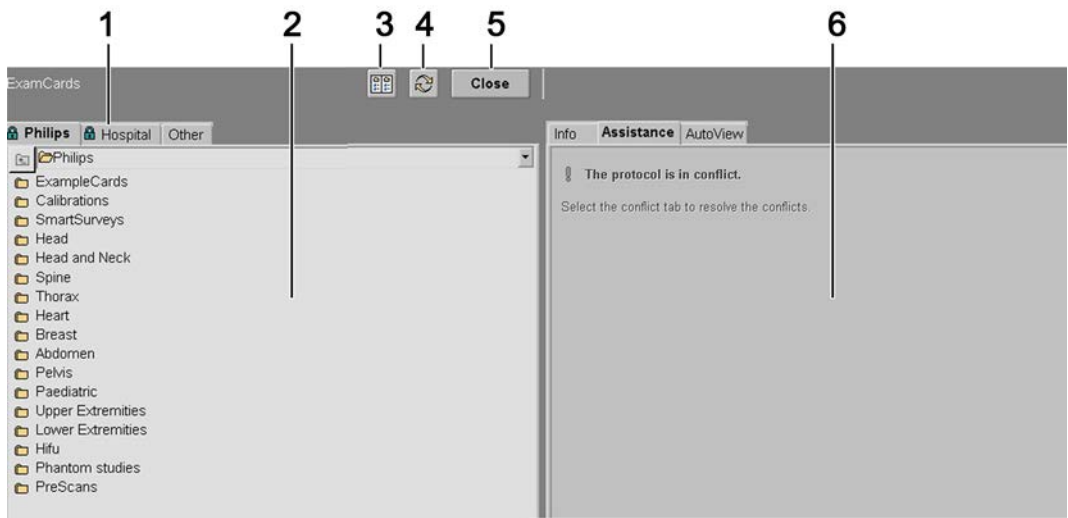 1 2 3 4 5 6
ExamCards Close
Philips Hospital Other
Philips
ExampleCards
Calibrations
SmartSurveys
Head
Head and Neck
Spine
Thorax
Heart
Breast
Abdomen
Pelvis
Paediatric
Upper Extremities
Lower Extremities
Hifu
Phantom studies
PreScans
Info Assistance AutoView
The protocol is in conflict.
Select the conflict tab to resolve the conflicts.